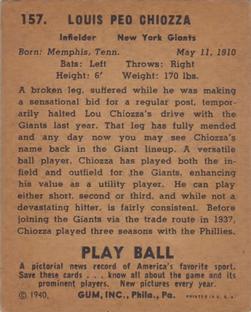 157. LOUIS PEO CHIOZZA
Infielder New York Giants
Born: Memphis, Tenn. May 11, 1910
Bats: Left Throws: Right
Height: 6' Weight: 170 lbs.
A broken leg, suffered while he was making
a sensational bid for a regular post, tempor-
arily halted Lou Chiozza's drive with the
Giants last year. That leg has fully mended
and any day now you may see Chiozza's
name back in the Giant lineup. A versatile
ball player, Chiozza has played both the in-
field and outfield for the Giants, enhancing
his value as a utility player. He can play
either short, second or third, and while not a
devastating hitter, is fairly consistent. Before
joining the Giants via the trade route in 1937,
Chiozza played three seasons with the Phillies.
PLAY BALL
A pictorial news record of America's favorite sport.
Save these cards . . . know all about the game and its
prominent players. New pictures every year.
© 1940, GUM, INC., Phila., Pa. PRINTED IN U. S. A.